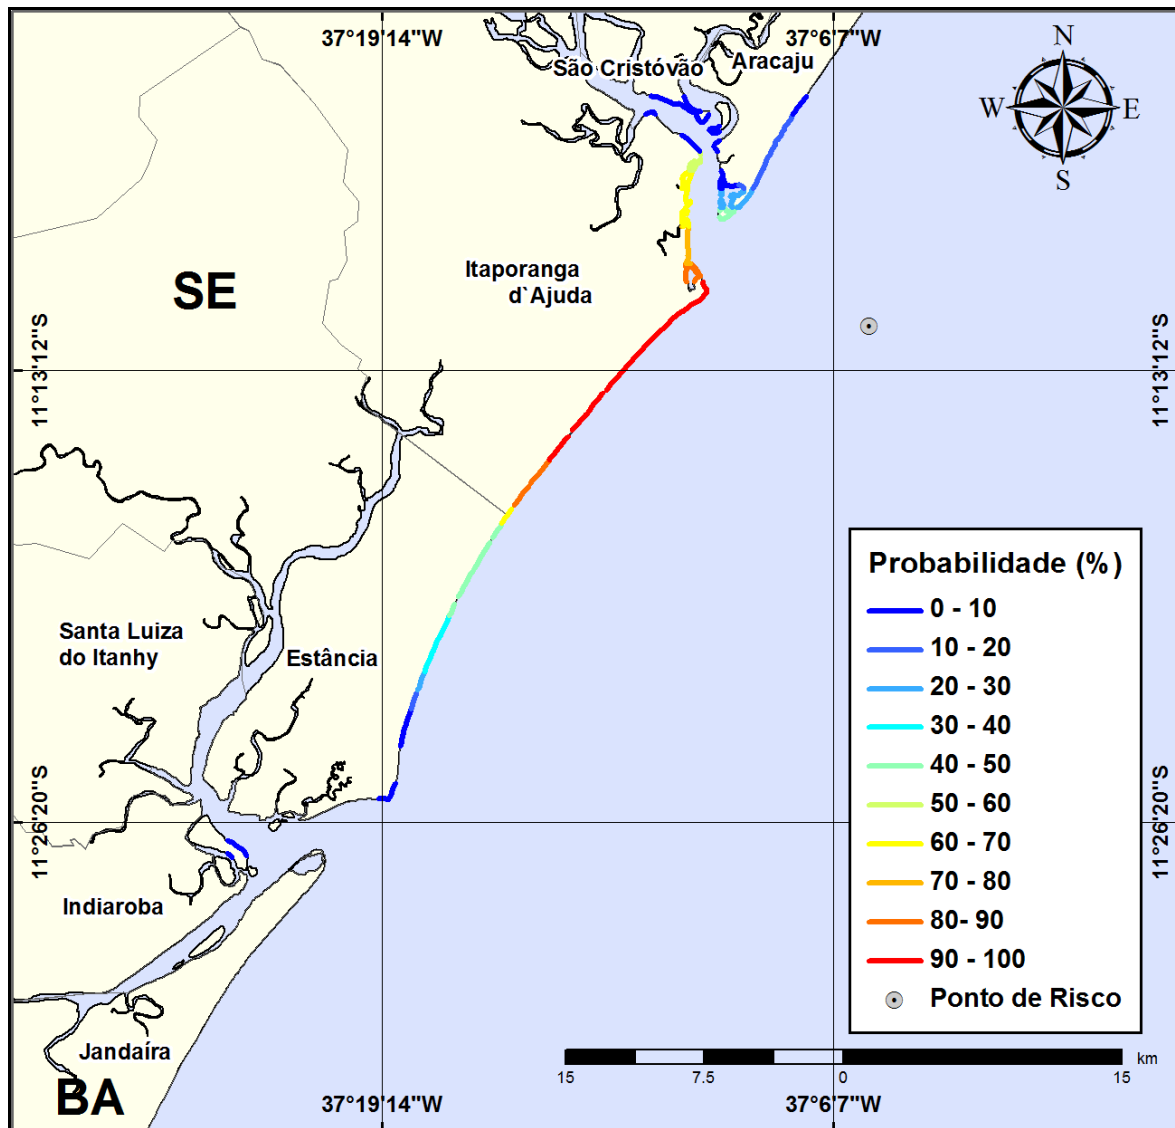 37°19'14"W
37°6'7"W
N
W
E
S
São Cristóvão
Aracaju
SE
Itaporanga
d`Ajuda
11°13'12"S
11°13'12"S
Santa Luiza
do Itanhy
Estância
Probabilidade (%)
0 - 10
10 - 20
20 - 30
30 - 40
40 - 50
50 - 60
60 - 70
70 - 80
80- 90
90 - 100
Ponto de Risco
11°26'20"S
11°26'20"S
Indiaroba
Jandaíra
BA
km
15
7.5
0
15
37°19'14"W
37°6'7"W